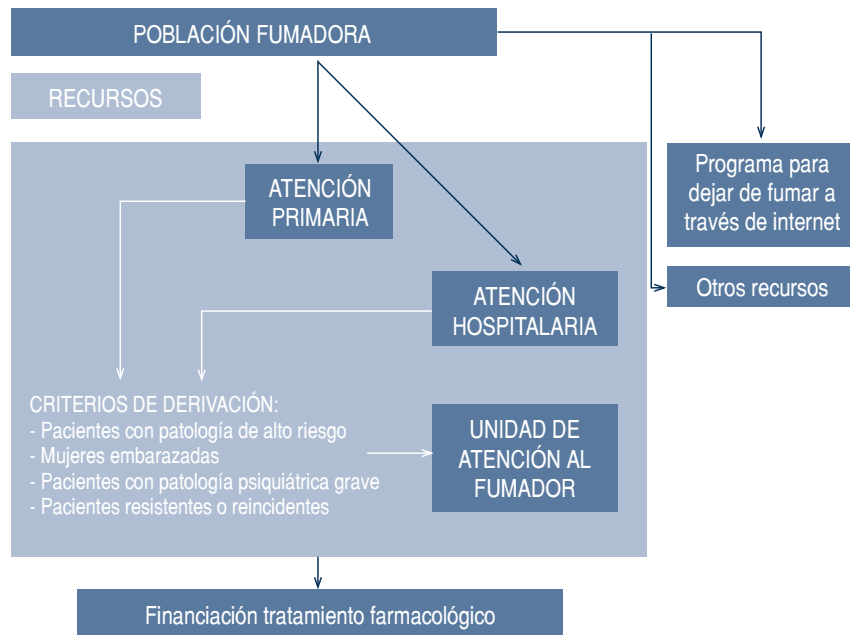 POBLACIÓN FUMADORA
RECURSOS
ATENCIÓN
PRIMARIA
Programa para
dejar de fumar a
través de internet
Otros recursos
ATENCIÓN
HOSPITALARIA
CRITERIOS DE DERIVACIÓN:
- Pacientes con patología de alto riesgo
- Mujeres embarazadas
- Pacientes con patología psiquiátrica grave
- Pacientes resistentes o reincidentes
UNIDAD DE
ATENCIÓN AL
FUMADOR
Financiación tratamiento farmacológico